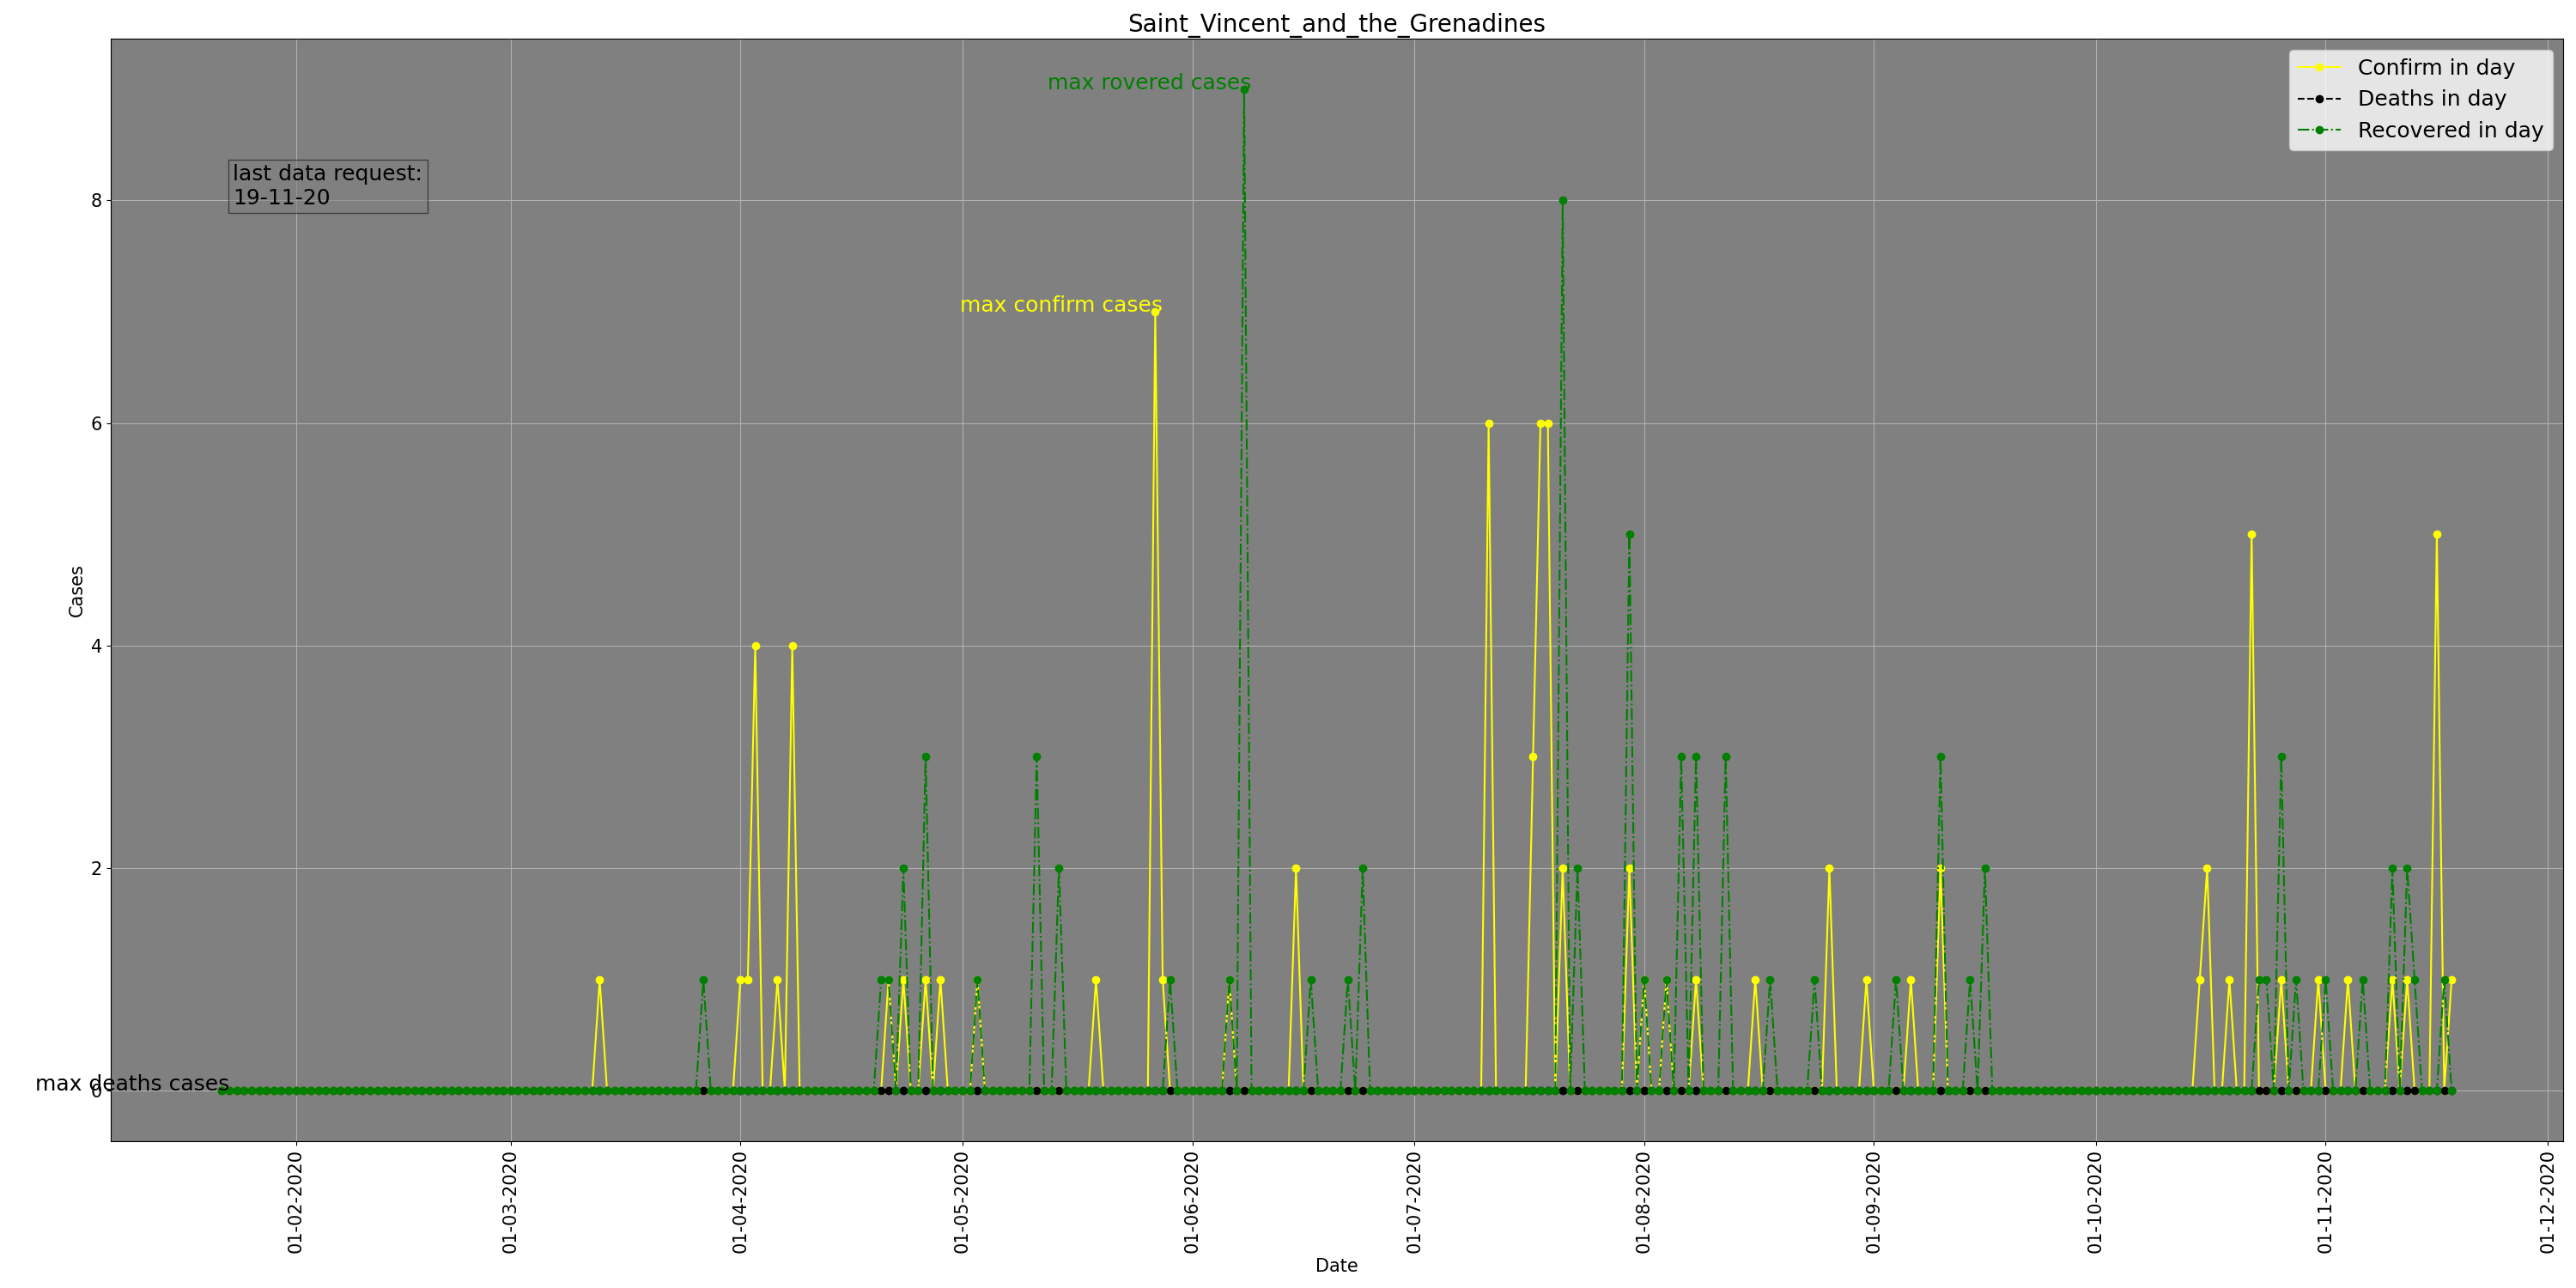 Saint_Vincent_and_the_Grenadines
max rovered cases
Confirm in day
Deaths in day
Recovered in day
last data request:
19-11-20
max confirm cases
8
6
Cases
4
2
max deaths cases
0
01-02-2020
01-03-2020
01-04-2020
01-05-2020
01-06-2020
01-07-2020
01-08-2020
01-09-2020
01-10-2020
01-11-2020
01-12-2020
Date